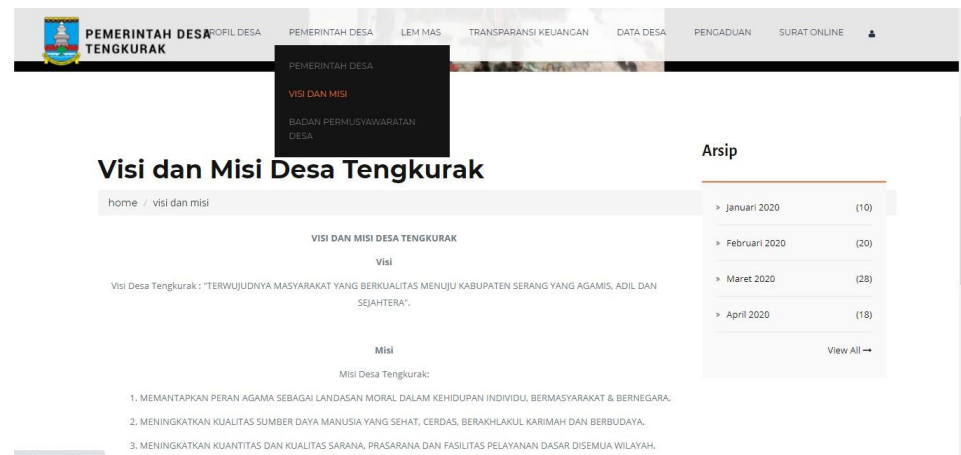 PEMERINTAH DESA
TENGKURAK
ROFIL DESA PEMERINTAH DESA LEM MAS TRANSPARANSI KEUANGAN DATA DESA PENGADUAN SURAT ONLINE
PEMERINTAH DESA
VISI DAN MISI
BADAN PERMUSYAWARATAN
DESA
Visi dan Misi Desa Tengkurak
home / visi dan misi
VISI DAN MISI DESA TENGKURAK
Visi
Visi Desa Tengkurak : "TERWUJUDNYA MASYARAKAT YANG BERKUALITAS MENUJU KABUPATEN SERANG YANG AGAMIS, ADIL DAN
SEJAHTERA".
Misi
Misi Desa Tengkurak:
1. MEMANTAPKAN PERAN AGAMA SEBAGAI LANDASAN MORAL DALAM KEHIDUPAN INDIVIDU, BERMASYARAKAT & BERNEGARA.
2. MENINGKATKAN KUALITAS SUMBER DAYA MANUSIA YANG SEHAT, CERDAS, BERAKHLAKUL KARIMAH DAN BERBUDAYA.
3. MENINGKATKAN KUANTITAS DAN KUALITAS SARANA, PRASARANA DAN FASILITAS PELAYANAN DASAR DISEMUA WILAYAH.
Arsip
» Januari 2020 (10)
» Februari 2020 (20)
» Maret 2020 (28)
» April 2020 (18)
View All →